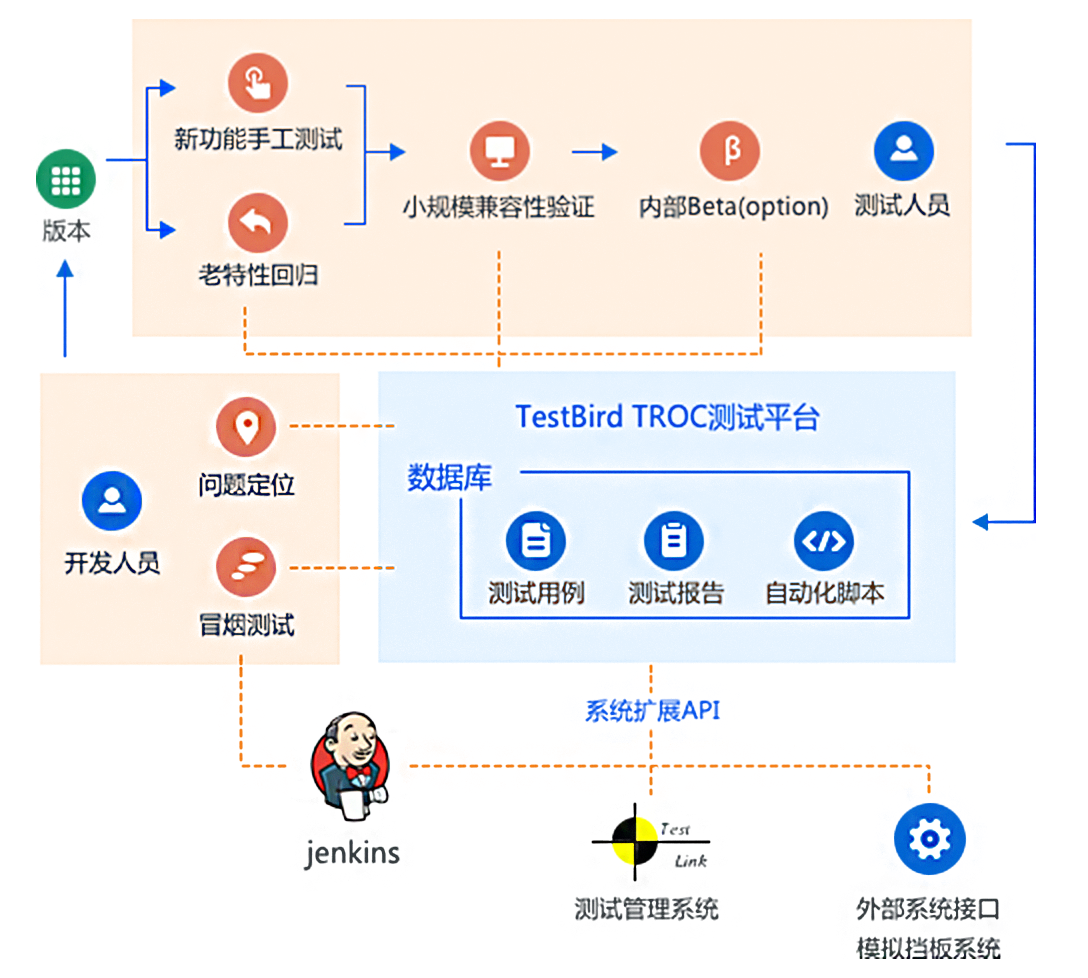 新功能手工测试
版本
老特性回归
小规模兼容性验证
β
内部Beta(option)
测试人员
开发人员
问题定位
冒烟测试
TestBird TROC测试平台
数据库
测试用例
测试报告
自动化脚本
系统扩展API
jenkins
Test
Link
测试管理系统
外部系统接口
模拟挡板系统